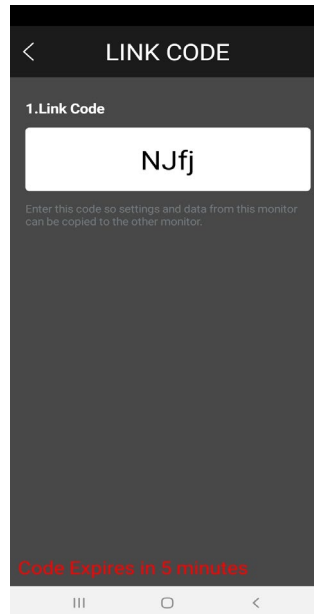 LINK CODE
1.Link Code
NJfj
Enter this code so settings and data from this monitor
can be copied to the other monitor.
Code Expires in 5 minutes